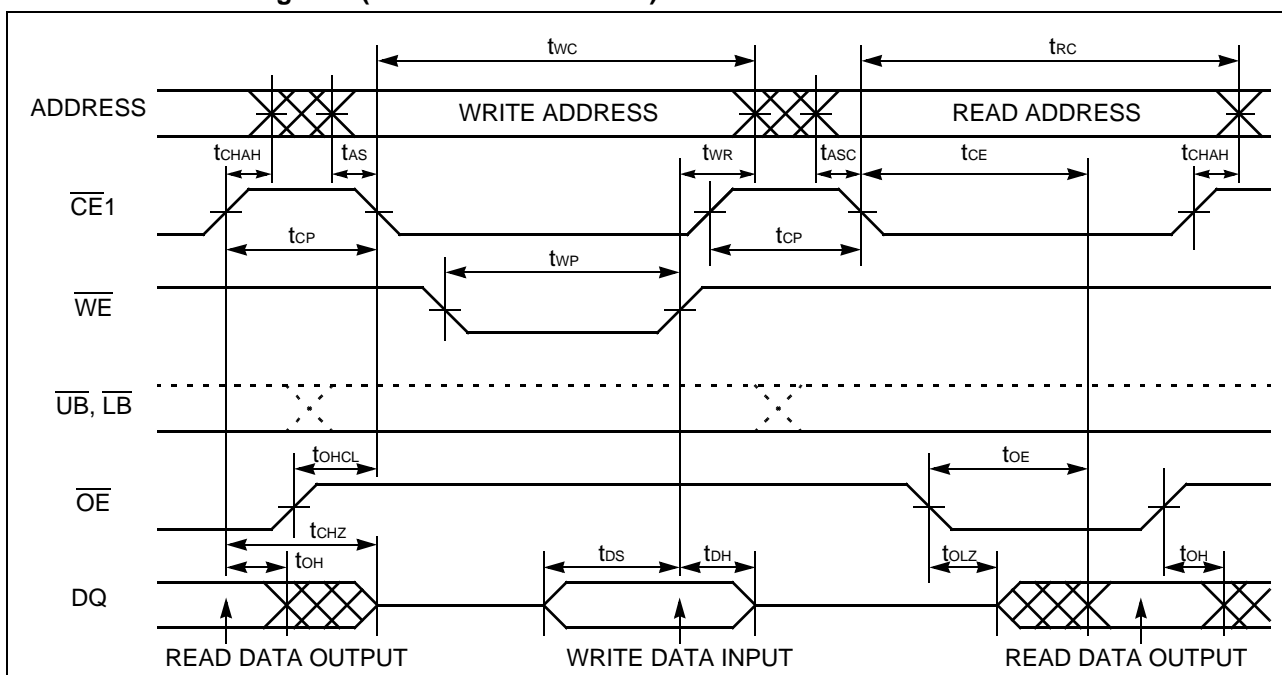 tWC tRC
ADDRESS WRITE ADDRESS READ ADDRESS
tCHAH tAS tWR tASC tCE tCHAH
CE1
tCP tCP
tWP
WE
UB, LB
tOHCL tOE
OE
tCHZ
tOH tDS tDH tOLZ tOH
DQ
READ DATA OUTPUT WRITE DATA INPUT READ DATA OUTPUT